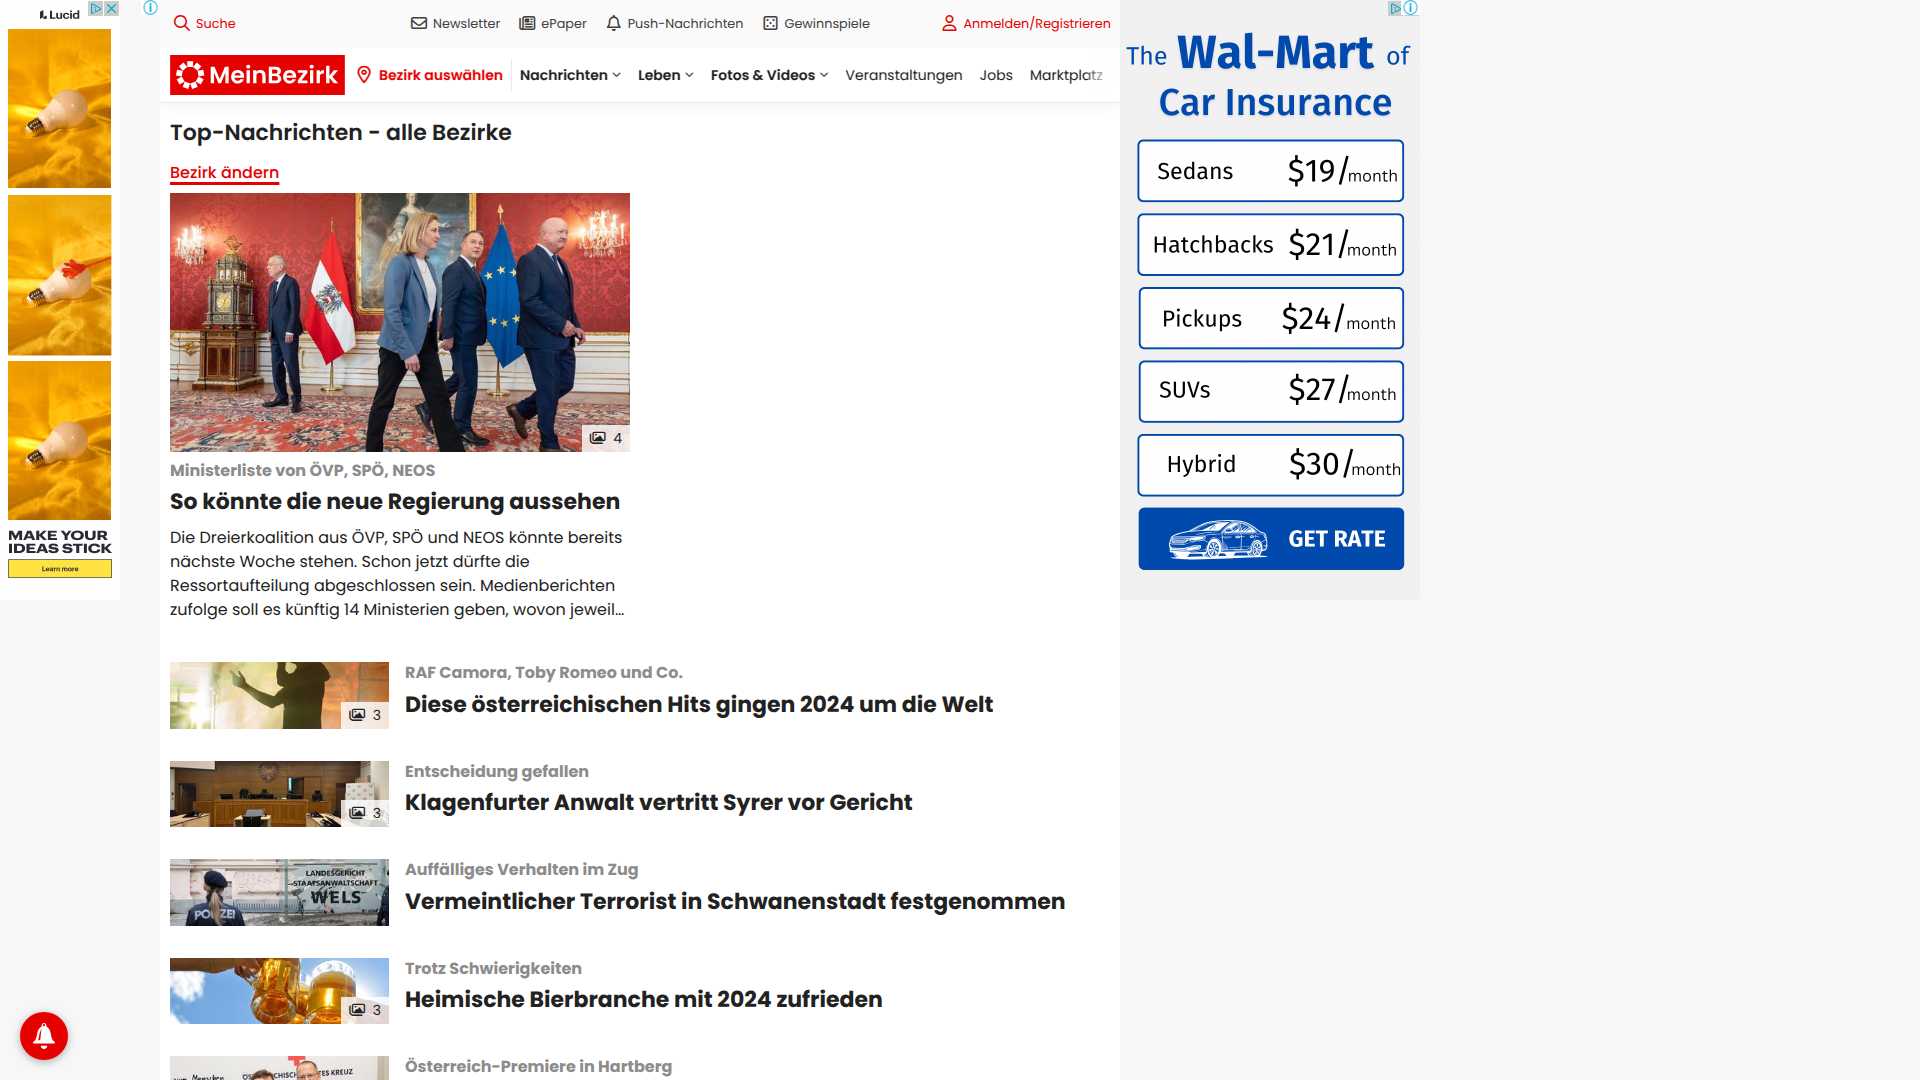 Lucid
MAKE YOUR
IDEAS STICK
Learn more
Suche
Newsletter
ePaper
Push-Nachrichten
Gewinnspiele
Anmelden/Registrieren
MeinBezirk
Bezirk auswählen
Nachrichten
Leben
Fotos & Videos
Veranstaltungen
Jobs
Marktplatz
Top-Nachrichten - alle Bezirke
Bezirk ändern
4
Ministerliste von ÖVP, SPÖ, NEOS
So könnte die neue Regierung aussehen
Die Dreierkoalition aus ÖVP, SPÖ und NEOS könnte bereits
nächste Woche stehen. Schon jetzt dürfte die
Ressortaufteilung abgeschlossen sein. Medienberichten
zufolge soll es künftig 14 Ministerien geben, wovon jeweil...
3
RAF Camora, Toby Romeo und Co.
Diese österreichischen Hits gingen 2024 um die Welt
3
Entscheidung gefallen
Klagenfurter Anwalt vertritt Syrer vor Gericht
LANDESGERICHT
STAATSANWALTSCHAFT
WELS
POLIZEI
Auffälliges Verhalten im Zug
Vermeintlicher Terrorist in Schwanenstadt festgenommen
3
Trotz Schwierigkeiten
Heimische Bierbranche mit 2024 zufrieden
Österreich-Premiere in Hartberg
The Wal-Mart of
Car Insurance
Sedans $19/month
Hatchbacks $21/month
Pickups $24/month
SUVs $27/month
Hybrid $30/month
GET RATE